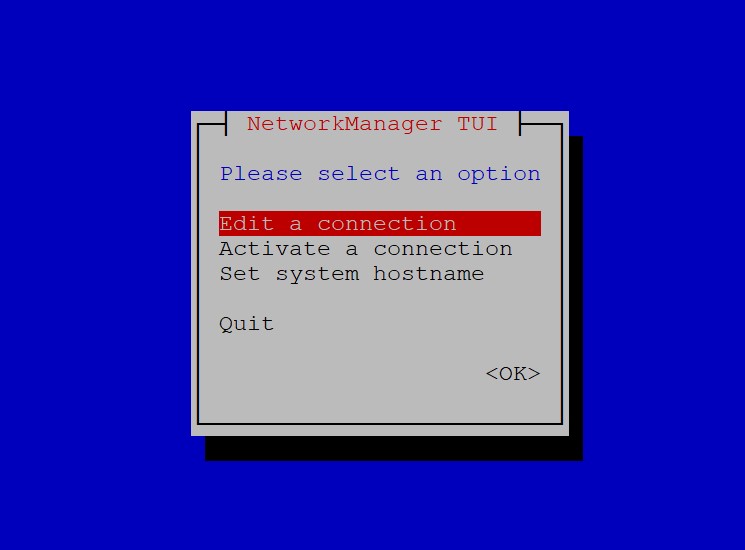 NetworkManager TUI
Please select an option
Edit a connection
Activate a connection
Set system hostname
Quit
<OK>